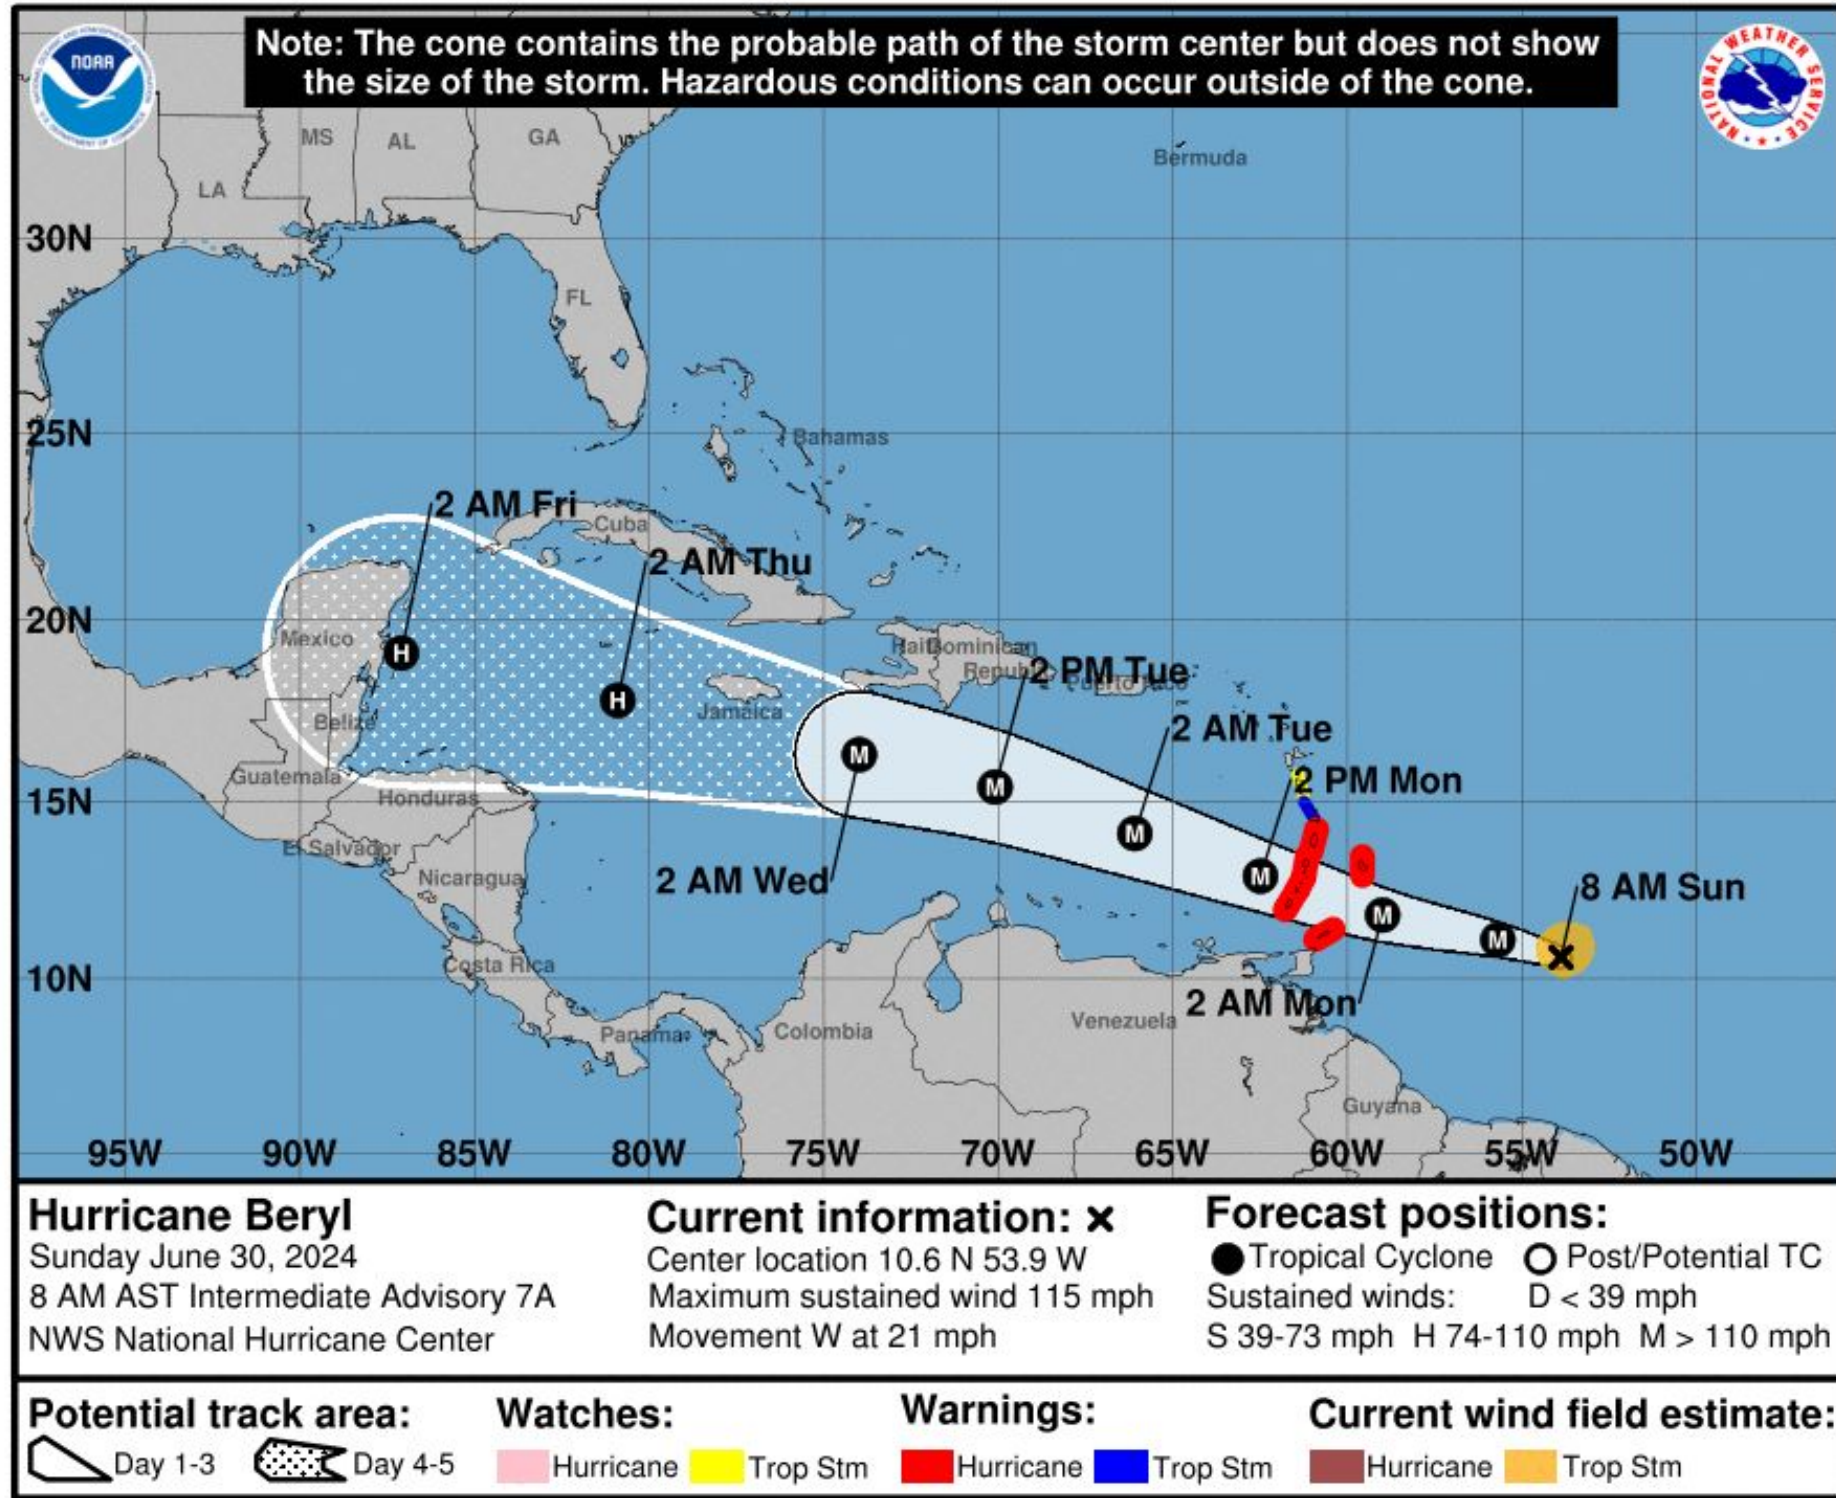 Note: The cone contains the probable path of the storm center but does not show
the size of the storm. Hazardous conditions can occur outside of the cone.
NOAA
NATIONAL WEATHER SERVICE
MS
AL
GA
LA
Bermuda
30N
FL
25N
Bahamas
2 AM Fri
Cuba
2 AM Thu
20N
Mexico
Haiti
Dominican
Republic
2 PM Tue
Puerto Rico
Jamaica
Belize
2 AM Tue
Guatemala
2 PM Mon
Honduras
15N
El Salvador
Nicaragua
2 AM Wed
8 AM Sun
Costa Rica
10N
2 AM Mon
Panama
Colombia
Venezuela
Guyana
H
H
M
M
M
M
M
M
95W 90W 85W 80W 75W 70W 65W 60W 55W 50W
Hurricane Beryl
Sunday June 30, 2024
8 AM AST Intermediate Advisory 7A
NWS National Hurricane Center
Current information: x
Center location 10.6 N 53.9 W
Maximum sustained wind 115 mph
Movement W at 21 mph
Forecast positions:
Tropical Cyclone Post/Potential TC
Sustained winds: D < 39 mph
S 39-73 mph H 74-110 mph M > 110 mph
Potential track area:
Day 1-3 Day 4-5
Watches:
Hurricane Trop Stm
Warnings:
Hurricane Trop Stm
Current wind field estimate:
Hurricane Trop Stm